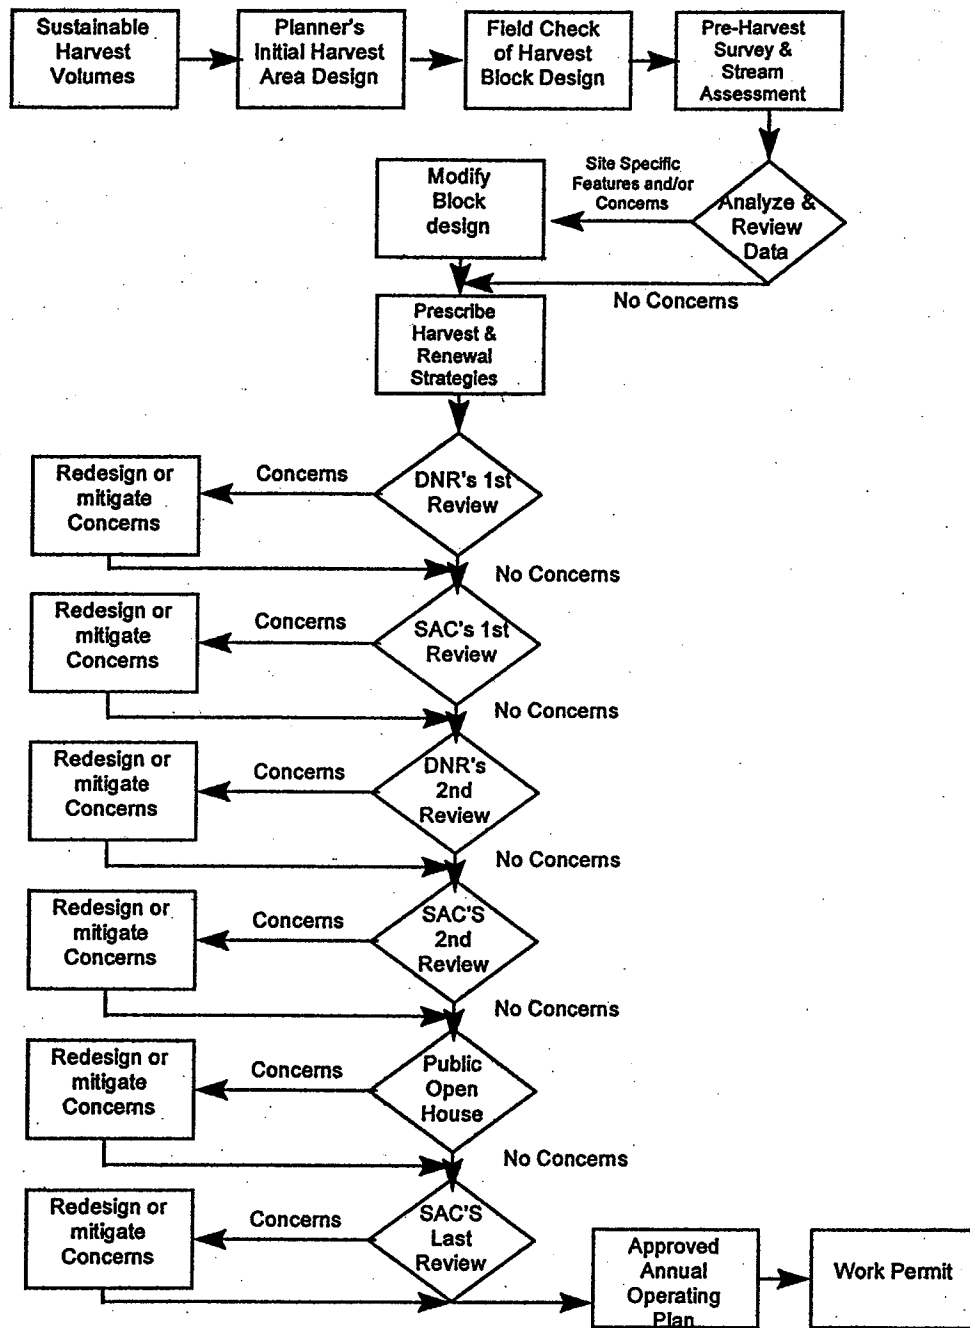 Sustainable
Harvest
Volumes
Planner's
Initial Harvest
Area Design
Field Check
of Harvest
Block Design
Pre-Harvest
Survey &
Stream
Assessment
Site Specific
Features and/or
Concerns
Analyze &
Review
Data
Modify
Block
design
No Concerns
Prescribe
Harvest &
Renewal
Strategies
DNR's 1st
Review
Concerns
Redesign or
mitigate
Concerns
No Concerns
SAC's 1st
Review
Concerns
Redesign or
mitigate
Concerns
No Concerns
DNR's
2nd
Review
Concerns
Redesign or
mitigate
Concerns
No Concerns
SAC'S
2nd
Review
Concerns
Redesign or
mitigate
Concerns
No Concerns
Public
Open
House
Concerns
Redesign or
mitigate
Concerns
No Concerns
SAC'S
Last
Review
Concerns
Redesign or
mitigate
Concerns
Approved
Annual
Operating
Plan
Work Permit